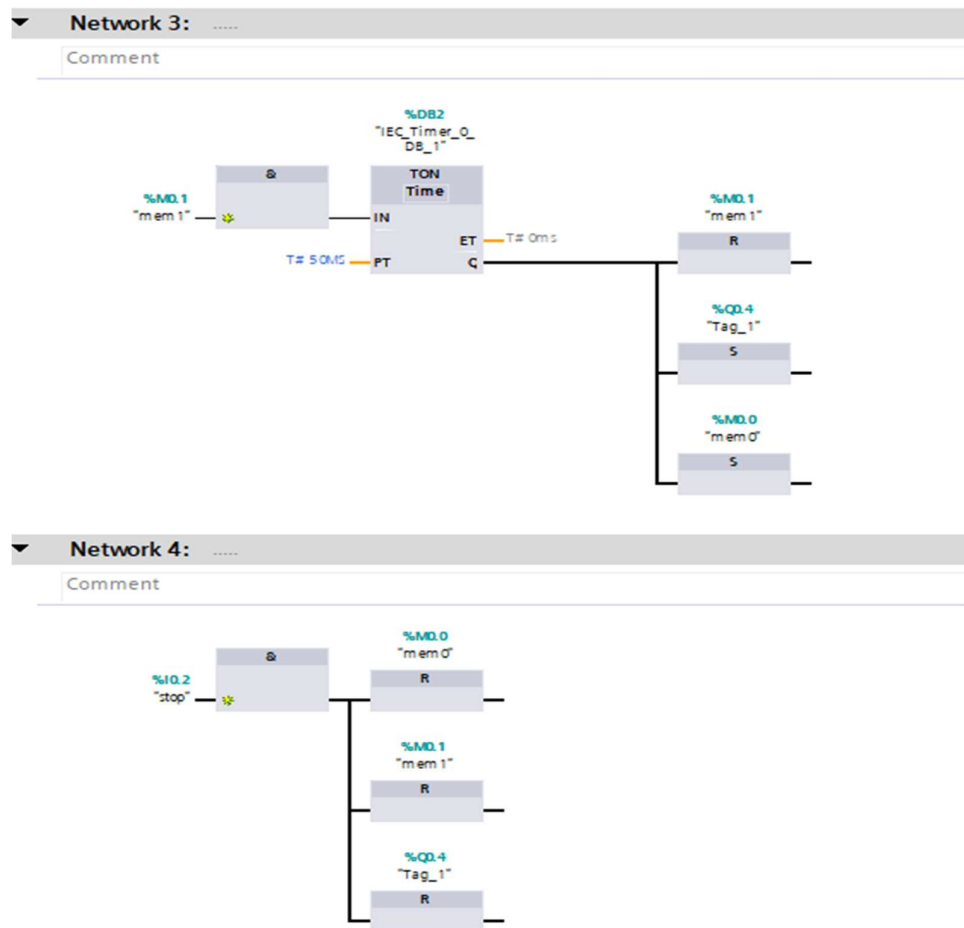 Network 3: .....
Comment
%DB2
"IEC_Timer_0_
DB_1"
& TON
Time
%M0.1
"mem1"
IN
ET T# 0ms
T# 50MS PT Q
%M0.1
"mem1"
R
%Q0.4
"Tag_1"
S
%M0.0
"mem0"
S
Network 4: .....
Comment
%M0.0
"mem0"
& R
%I0.2
"stop"
%M0.1
"mem1"
R
%Q0.4
"Tag_1"
R